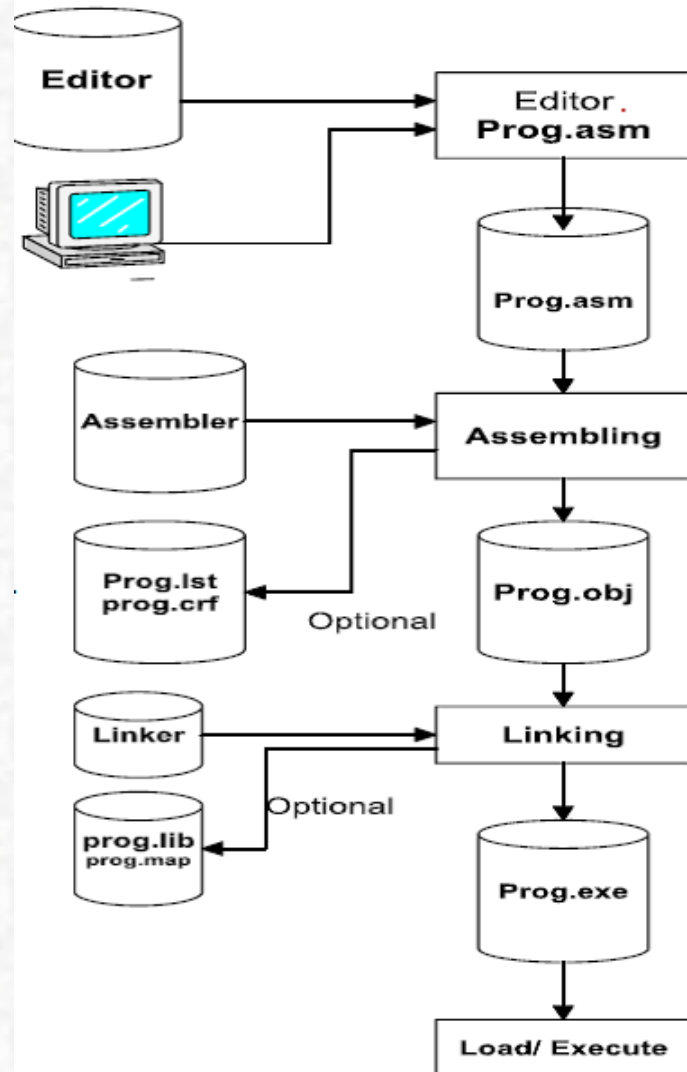 Editor
Editor .
Prog.asm
Prog.asm
Assembler
Assembling
Prog.lst
prog.crf
Optional
Prog.obj
Linker
Linking
Optional
prog.lib
prog.map
Prog.exe
Load/ Execute